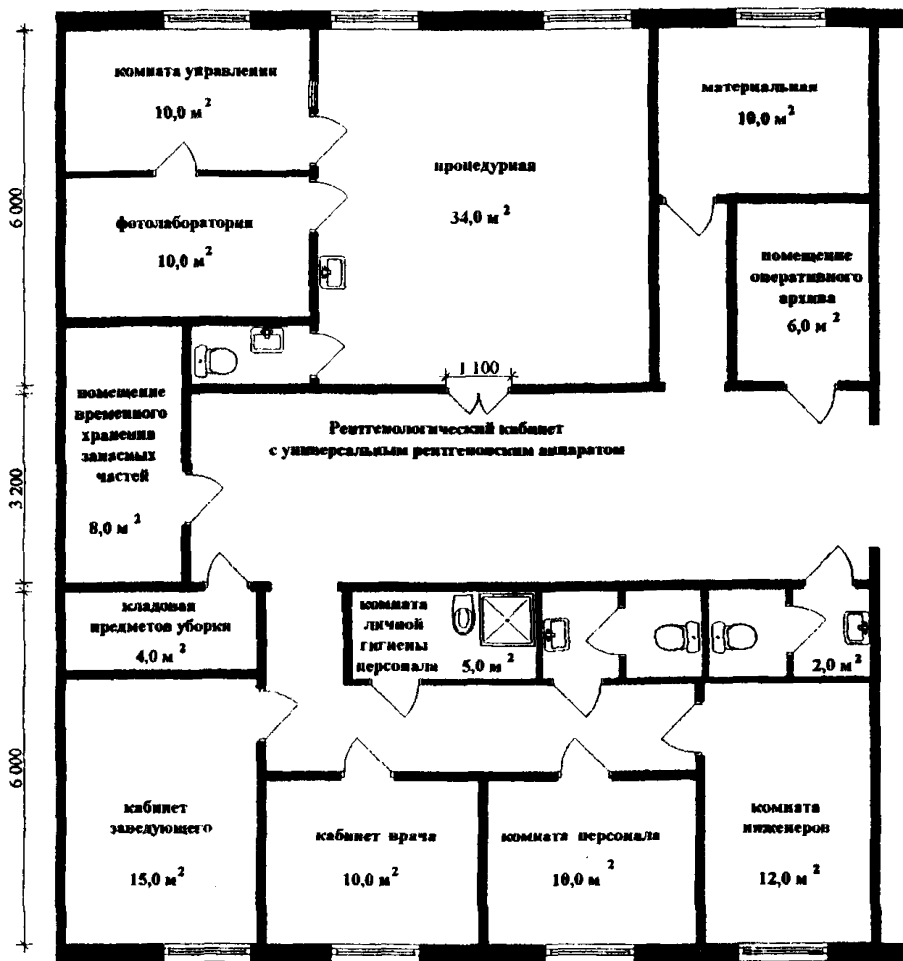 комната управления
10,0 м²
материальная
10,0 м²
процедурная
34,0 м²
6 000
фотолаборатория
10,0 м²
помещение
оперативного
архива
6,0 м²
1 100
помещение
временного
хранения
запасных
частей
8,0 м²
Рентгенологический кабинет
с универсальным рентгеновским аппаратом
3 200
кладовая
предметов уборки
4,0 м²
комната
личной
гигиены
персонала
5,0 м²
2,0 м²
6 000
кабинет
заведующего
15,0 м²
кабинет врача
10,0 м²
комната персонала
10,0 м²
комната
инженеров
12,0 м²